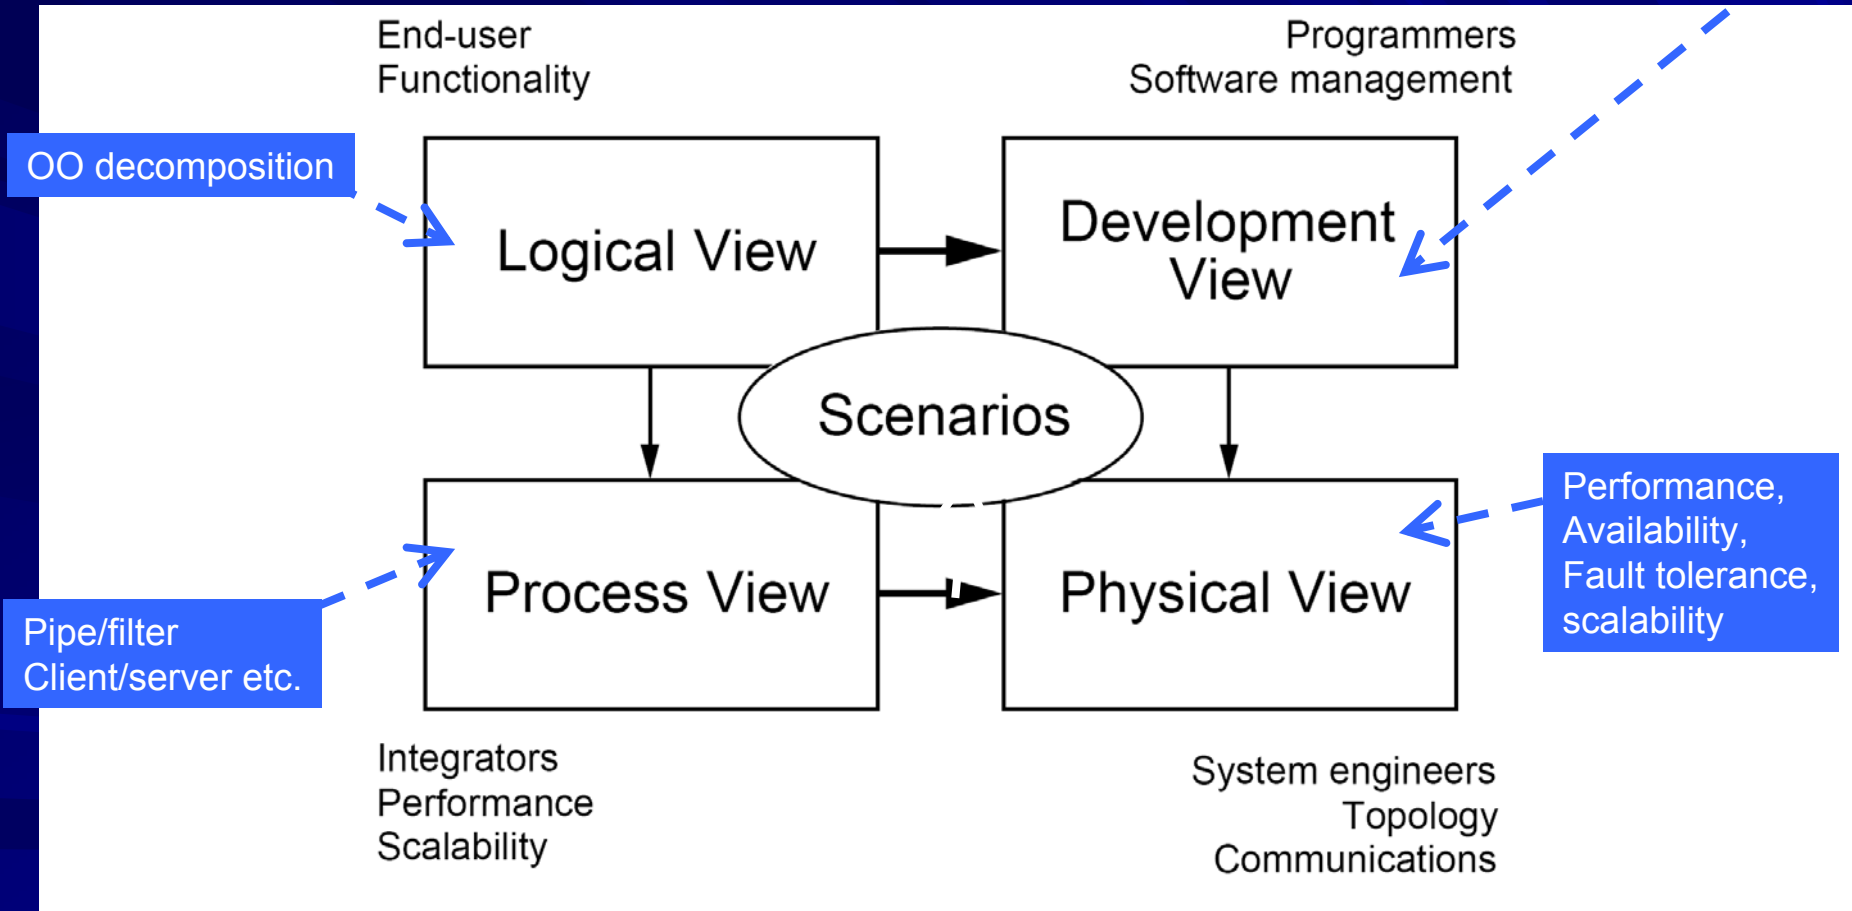 End-user
Functionality
Programmers
Software management
OO decomposition
Logical View
Development
View
Scenarios
Process View
Physical View
Performance,
Availability,
Fault tolerance,
scalability
Pipe/filter
Client/server etc.
Integrators
Performance
Scalability
System engineers
Topology
Communications